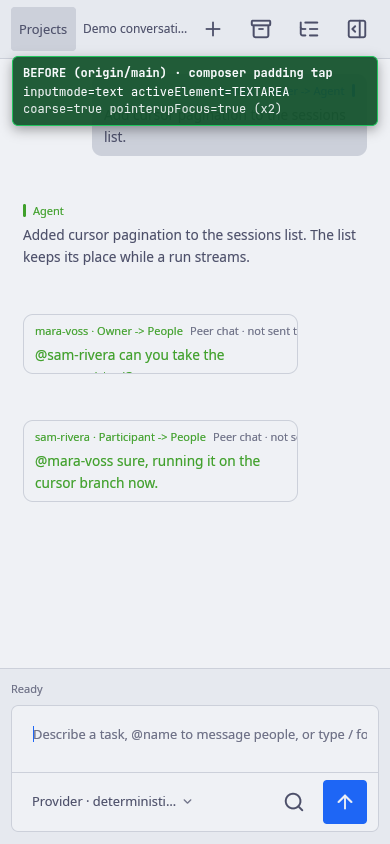 Projects Demo conversati...
BEFORE (origin/main) · composer padding tap
inputmode=text activeElement=TEXTAREA
coarse=true pointerupFocus=true (x2)
list.
Agent
Added cursor pagination to the sessions list. The list
keeps its place while a run streams.
mara-voss · Owner -> People Peer chat · not sent t
@sam-rivera can you take the
sam-rivera · Participant -> People Peer chat · not s
@mara-voss sure, running it on the
cursor branch now.
Ready
Describe a task, @name to message people, or type / fo
Provider · deterministi...